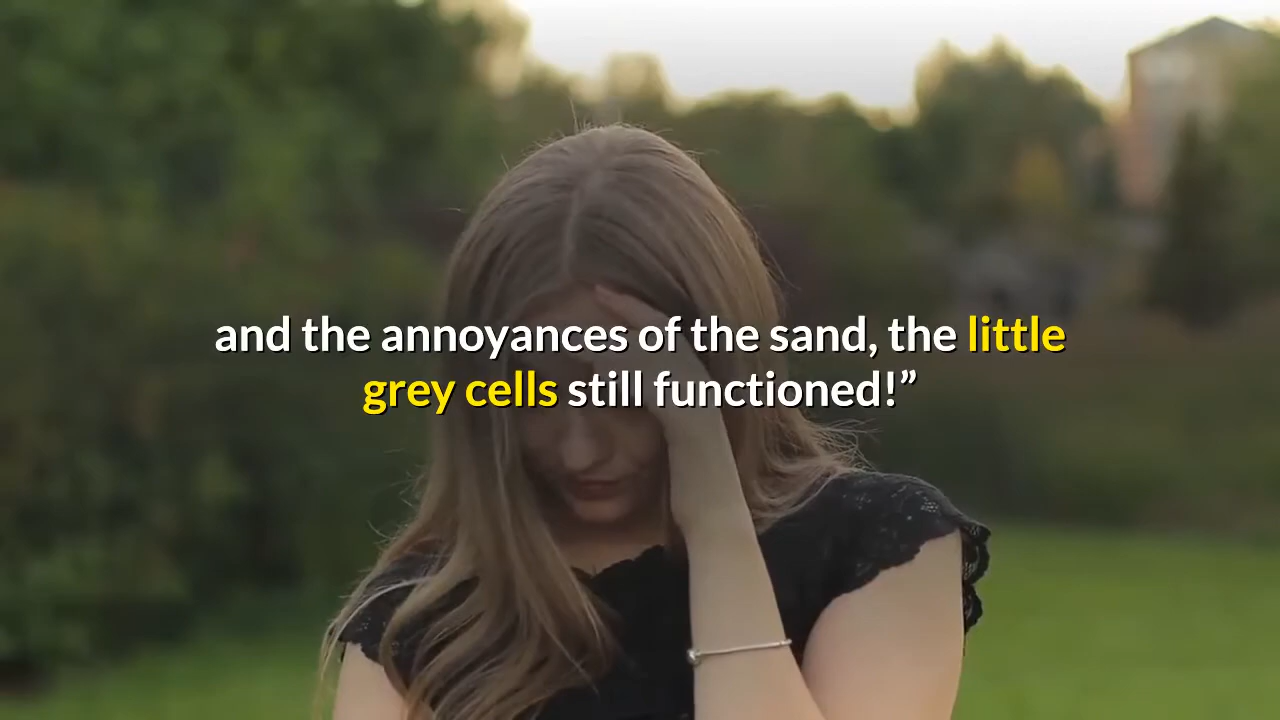 and the annoyances of the sand, the little
grey cells still functioned!”